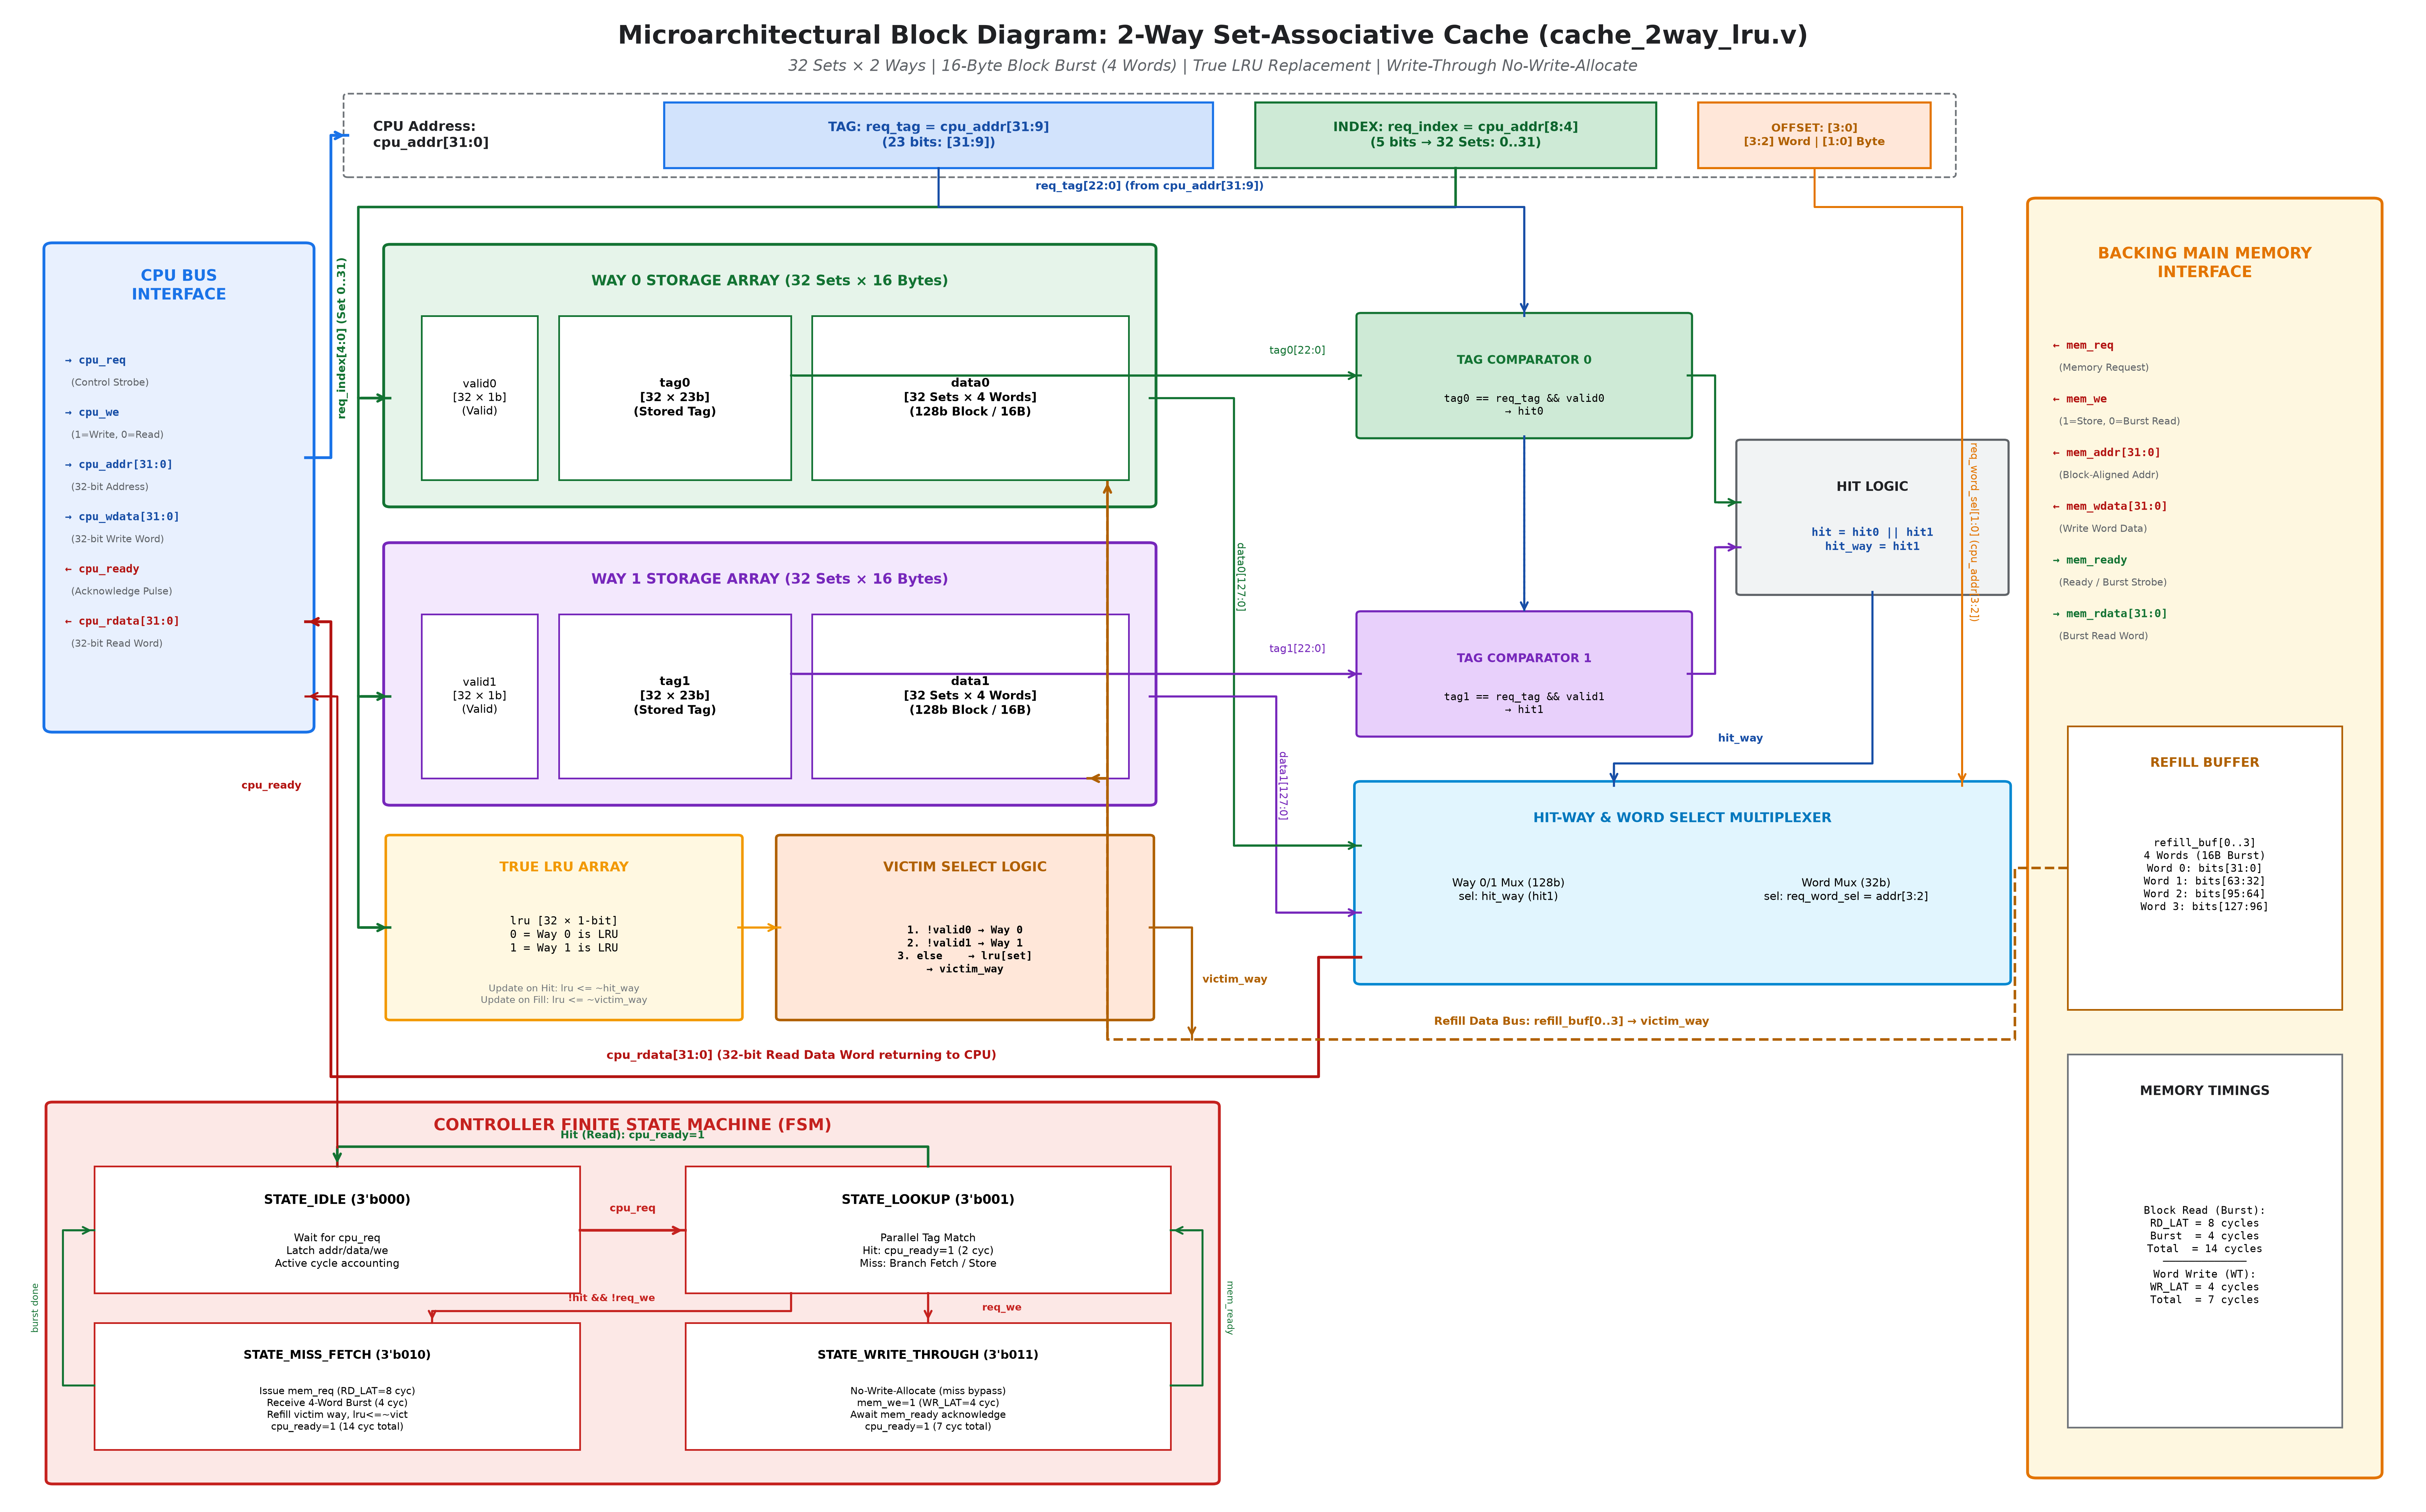 Microarchitectural Block Diagram: 2-Way Set-Associative Cache (cache_2way_lru.v)
32 Sets × 2 Ways | 16-Byte Block Burst (4 Words) | True LRU Replacement | Write-Through No-Write-Allocate
CPU Address:
cpu_addr[31:0]
TAG: req_tag = cpu_addr[31:9]
(23 bits: [31:9])
INDEX: req_index = cpu_addr[8:4]
(5 bits → 32 Sets: 0..31)
OFFSET: [3:0]
[3:2] Word | [1:0] Byte
req_tag[22:0] (from cpu_addr[31:9])
CPU BUS
INTERFACE
→ cpu_req
(Control Strobe)
→ cpu_we
(1=Write, 0=Read)
→ cpu_addr[31:0]
(32-bit Address)
→ cpu_wdata[31:0]
(32-bit Write Word)
← cpu_ready
(Acknowledge Pulse)
← cpu_rdata[31:0]
(32-bit Read Word)
req_index[4:0] (Set 0..31)
WAY 0 STORAGE ARRAY (32 Sets × 16 Bytes)
valid0
[32 × 1b]
(Valid)
tag0
[32 × 23b]
(Stored Tag)
data0
[32 Sets × 4 Words]
(128b Block / 16B)
tag0[22:0]
TAG COMPARATOR 0
tag0 == req_tag && valid0
→ hit0
HIT LOGIC
hit = hit0 || hit1
hit_way = hit1
req_word_sel[1:0] (cpu_addr[3:2])
data0[127:0]
WAY 1 STORAGE ARRAY (32 Sets × 16 Bytes)
valid1
[32 × 1b]
(Valid)
tag1
[32 × 23b]
(Stored Tag)
data1
[32 Sets × 4 Words]
(128b Block / 16B)
tag1[22:0]
TAG COMPARATOR 1
tag1 == req_tag && valid1
→ hit1
data1[127:0]
hit_way
BACKING MAIN MEMORY
INTERFACE
← mem_req
(Memory Request)
← mem_we
(1=Store, 0=Burst Read)
← mem_addr[31:0]
(Block-Aligned Addr)
← mem_wdata[31:0]
(Write Word Data)
→ mem_ready
(Ready / Burst Strobe)
→ mem_rdata[31:0]
(Burst Read Word)
cpu_ready
TRUE LRU ARRAY
lru [32 × 1-bit]
0 = Way 0 is LRU
1 = Way 1 is LRU
Update on Hit: lru <= ~hit_way
Update on Fill: lru <= ~victim_way
VICTIM SELECT LOGIC
1. !valid0 → Way 0
2. !valid1 → Way 1
3. else    → lru[set]
→ victim_way
victim_way
HIT-WAY & WORD SELECT MULTIPLEXER
Way 0/1 Mux (128b)
sel: hit_way (hit1)
Word Mux (32b)
sel: req_word_sel = addr[3:2]
REFILL BUFFER
refill_buf[0..3]
4 Words (16B Burst)
Word 0: bits[31:0]
Word 1: bits[63:32]
Word 2: bits[95:64]
Word 3: bits[127:96]
Refill Data Bus: refill_buf[0..3] → victim_way
cpu_rdata[31:0] (32-bit Read Data Word returning to CPU)
MEMORY TIMINGS
Block Read (Burst):
RD_LAT = 8 cycles
Burst  = 4 cycles
Total  = 14 cycles
Word Write (WT):
WR_LAT = 4 cycles
Total  = 7 cycles
CONTROLLER FINITE STATE MACHINE (FSM)
Hit (Read): cpu_ready=1
STATE_IDLE (3'b000)
Wait for cpu_req
Latch addr/data/we
Active cycle accounting
cpu_req
STATE_LOOKUP (3'b001)
Parallel Tag Match
Hit: cpu_ready=1 (2 cyc)
Miss: Branch Fetch / Store
!hit && !req_we
req_we
burst done
mem_ready
STATE_MISS_FETCH (3'b010)
Issue mem_req (RD_LAT=8 cyc)
Receive 4-Word Burst (4 cyc)
Refill victim way, lru<=~vict
cpu_ready=1 (14 cyc total)
STATE_WRITE_THROUGH (3'b011)
No-Write-Allocate (miss bypass)
mem_we=1 (WR_LAT=4 cyc)
Await mem_ready acknowledge
cpu_ready=1 (7 cyc total)